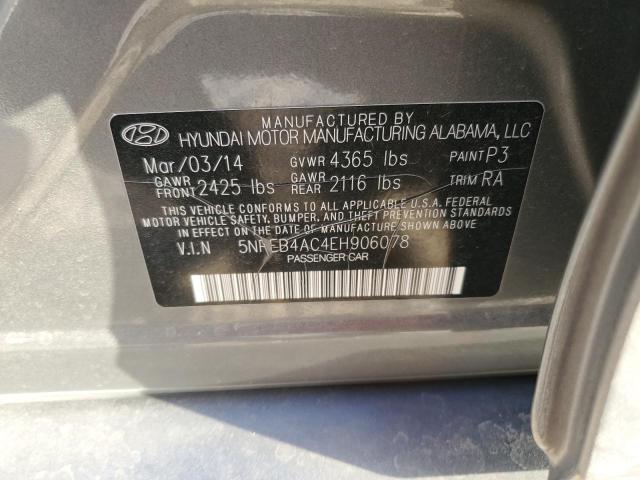 MANUFACTURED BY
HYUNDAI MOTOR MANUFACTURING ALABAMA, LLC
Mar/03/14 GVWR 4365 lbs PAINT P3
GAWR FRONT 2425 lbs GAWR REAR 2116 lbs TRIM RA
THIS VEHICLE CONFORMS TO ALL APPLICABLE U.S.A. FEDERAL
MOTOR VEHICLE SAFETY, BUMPER, AND THEFT PREVENTION
STANDARDS IN EFFECT ON THE DATE OF MANUFACTURE SHOWN ABOVE
V.I.N 5NPEB4AC4EH906078
PASSENGER CAR